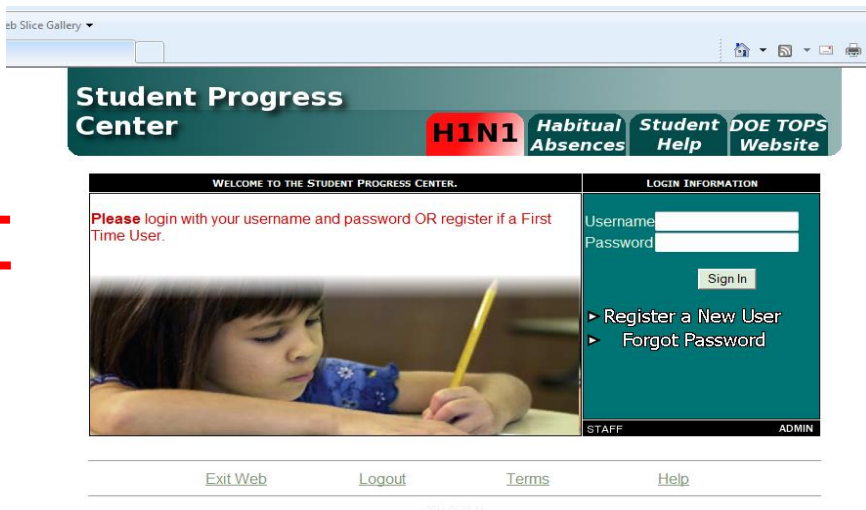 eb Slice Gallery
Student Progress
Center
H1N1
Habitual
Absences
Student
Help
DOE TOPS
Website
WELCOME TO THE STUDENT PROGRESS CENTER.
Please login with your username and password OR register if a First
Time User.
LOGIN INFORMATION
Username
Password
Sign In
Register a New User
Forgot Password
STAFF ADMIN
Exit Web Logout Terms Help